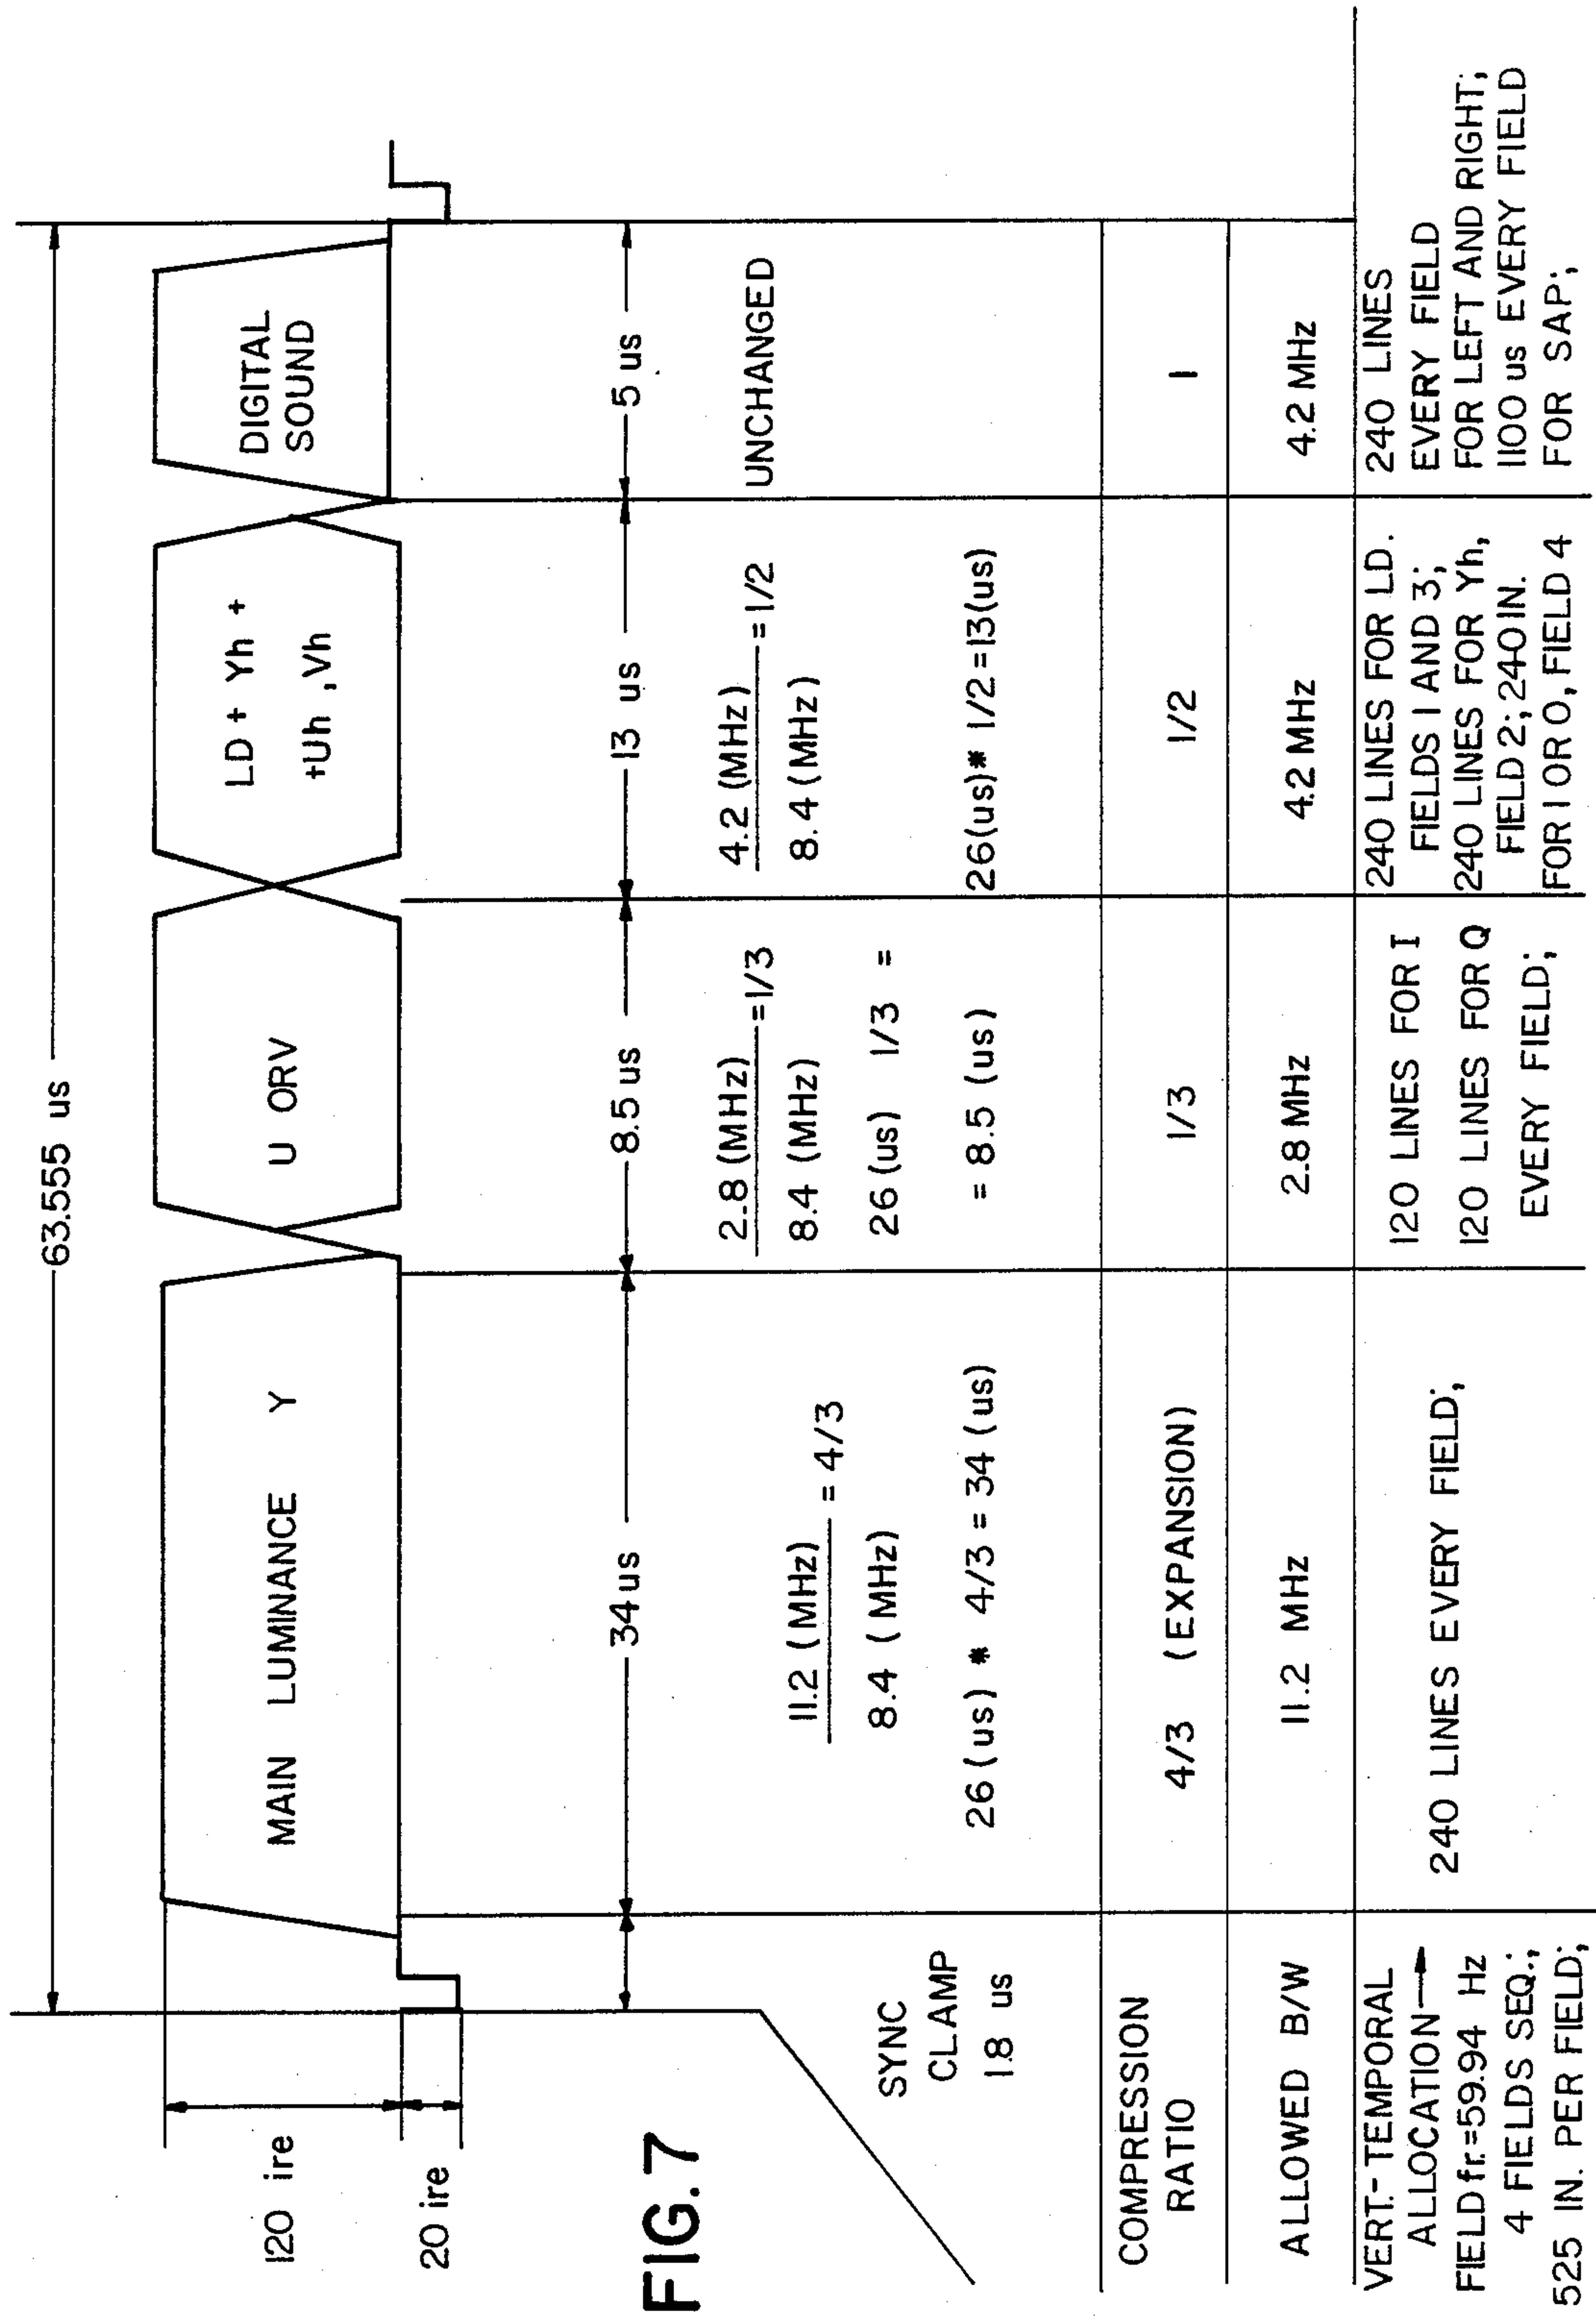 63.555 us
120 ire
20 ire
MAIN LUMINANCE Y
U ORV
LD + Yh +
+Uh ,Vh
DIGITAL
SOUND
34us
8.5 us
13 us
5 us
FIG.7
SYNC
CLAMP
1.8 us
11.2 (MHz)
8.4 (MHz)
= 4/3
26 (us) * 4/3 = 34 (us)
2.8 (MHz)
8.4 (MHz)
=1/3
26 (us) 1/3 =
= 8.5 (us)
4.2 (MHz)
8.4 (MHz)
=1/2
26(us)* 1/2 =13(us)
UNCHANGED
COMPRESSION
RATIO
4/3 (EXPANSION)
1/3
1/2
1
ALLOWED B/W
11.2 MHz
2.8 MHz
4.2 MHz
4.2 MHz
VERT.-TEMPORAL
ALLOCATION→
FIELD fr.=59.94 Hz
4 FIELDS SEQ.;
525 IN. PER FIELD;
240 LINES EVERY FIELD;
120 LINES FOR I
120 LINES FOR Q
EVERY FIELD;
240 LINES FOR LD.
FIELDS 1 AND 3;
240 LINES FOR Yh,
FIELD 2; 240 IN.
FOR I OR O, FIELD 4
240 LINES
EVERY FIELD
FOR LEFT AND RIGHT;
1100 us EVERY FIELD
FOR SAP;